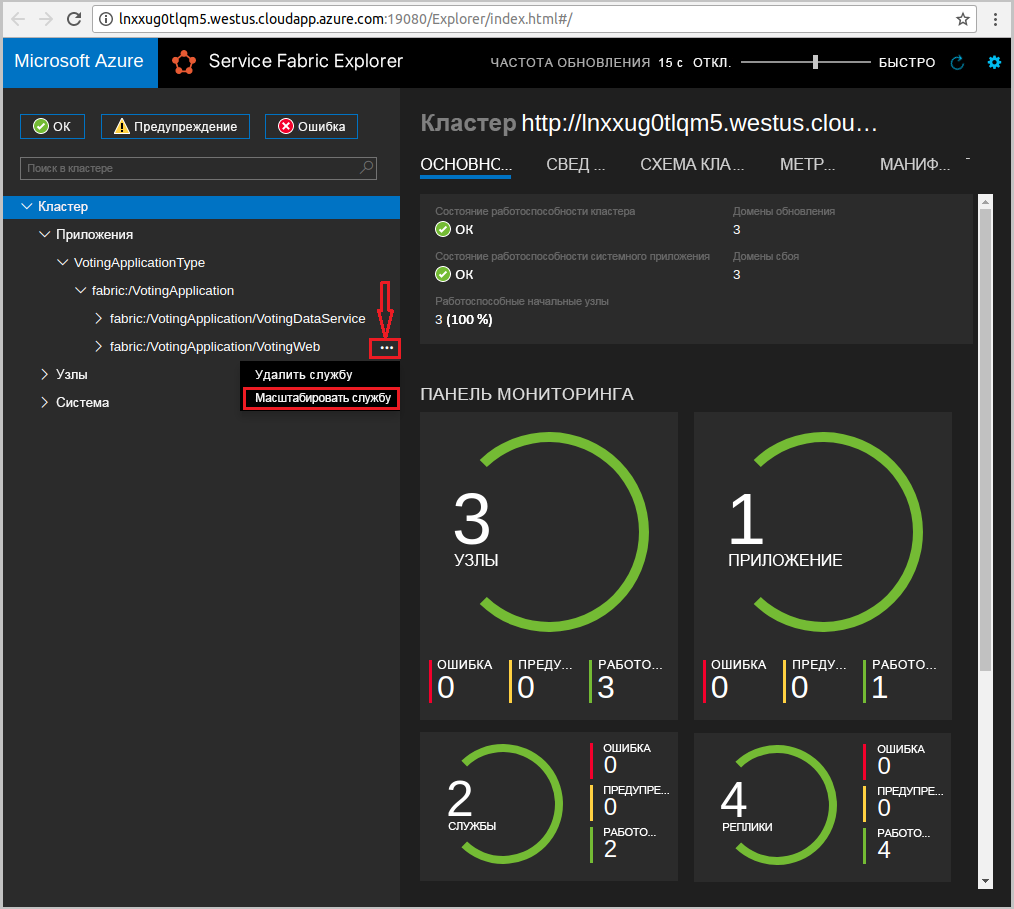 lnxxug0tlqm5.westus.cloudapp.azure.com:19080/Explorer/index.html#/
Microsoft Azure
Service Fabric Explorer
ЧАСТОТА ОБНОВЛЕНИЯ 15 с ОТКЛ.
БЫСТРО
ОК
Предупреждение
Ошибка
Поиск в кластере
Кластер
Приложения
VotingApplicationType
fabric:/VotingApplication
fabric:/VotingApplication/VotingDataService
fabric:/VotingApplication/VotingWeb
•••
Удалить службу
Масштабировать службу
Узлы
Система
Кластер http://lnxxug0tlqm5.westus.clou…
ОСНОВНС...
СВЕД ...
СХЕМА КЛА...
МЕТР...
МАНИФ...
Состояние работоспособности кластера
ОК
Домены обновления
3
Состояние работоспособности системного приложения
ОК
Домены сбоя
3
Работоспособные начальные узлы
3 (100 %)
ПАНЕЛЬ МОНИТОРИНГА
3
УЗЛЫ
ОШИБКА
0
ПРЕДУ...
0
РАБОТО...
3
1
ПРИЛОЖЕНИЕ
ОШИБКА
0
ПРЕДУ...
0
РАБОТО...
1
2
СЛУЖБЫ
ОШИБКА
0
ПРЕДУПРЕ...
0
РАБОТО...
2
4
РЕПЛИКИ
ОШИБКА
0
ПРЕДУПРЕ...
0
РАБОТО...
4